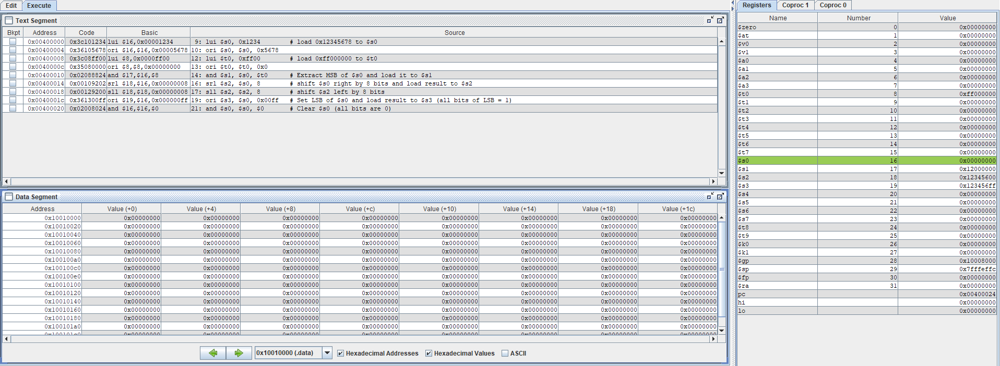 Edit Execute
Text Segment
Bkpt Address Code Basic Source
0x00400000 0x3c101234 lui $16,0x00001234 9: lui $s0, 0x1234 # load 0x12345678 to $s0
0x00400004 0x36105678 ori $16,$16,0x00005678 10: ori $s0, $s0, 0x5678
0x00400008 0x3c08ff00 lui $8,0x0000ff00 12: lui $t0, 0xff00 # load 0xff000000 to $t0
0x0040000c 0x35080000 ori $8,$8,0x00000000 13: ori $t0, $t0, 0x0
0x00400010 0x02088824 and $17,$16,$8 14: and $s1, $s0, $t0 # Extract MSB of $s0 and load it to $s1
0x00400014 0x00109202 srl $18,$16,0x00000008 16: srl $s2, $s0, 8 # shift $s0 right by 8 bits and load result to $s2
0x00400018 0x00129200 sll $18,$18,0x00000008 17: sll $s2, $s2, 8 # shift $s2 left by 8 bits
0x0040001c 0x361300ff ori $19,$16,0x000000ff 19: ori $s3, $s0, 0x00ff # Set LSB of $s0 and load result to $s3 (all bits of LSB = 1)
0x00400020 0x02008024 and $16,$16,$0 21: and $s0, $s0, $0 # Clear $s0 (all bits are 0)
Data Segment
Address Value (+0) Value (+4) Value (+8) Value (+c) Value (+10) Value (+14) Value (+18) Value (+1c)
0x10010000 0x00000000 0x00000000 0x00000000 0x00000000 0x00000000 0x00000000 0x00000000 0x00000000
0x10010020 0x00000000 0x00000000 0x00000000 0x00000000 0x00000000 0x00000000 0x00000000 0x00000000
0x10010040 0x00000000 0x00000000 0x00000000 0x00000000 0x00000000 0x00000000 0x00000000 0x00000000
0x10010060 0x00000000 0x00000000 0x00000000 0x00000000 0x00000000 0x00000000 0x00000000 0x00000000
0x10010080 0x00000000 0x00000000 0x00000000 0x00000000 0x00000000 0x00000000 0x00000000 0x00000000
0x100100a0 0x00000000 0x00000000 0x00000000 0x00000000 0x00000000 0x00000000 0x00000000 0x00000000
0x100100c0 0x00000000 0x00000000 0x00000000 0x00000000 0x00000000 0x00000000 0x00000000 0x00000000
0x100100e0 0x00000000 0x00000000 0x00000000 0x00000000 0x00000000 0x00000000 0x00000000 0x00000000
0x10010100 0x00000000 0x00000000 0x00000000 0x00000000 0x00000000 0x00000000 0x00000000 0x00000000
0x10010120 0x00000000 0x00000000 0x00000000 0x00000000 0x00000000 0x00000000 0x00000000 0x00000000
0x10010140 0x00000000 0x00000000 0x00000000 0x00000000 0x00000000 0x00000000 0x00000000 0x00000000
0x10010160 0x00000000 0x00000000 0x00000000 0x00000000 0x00000000 0x00000000 0x00000000 0x00000000
0x10010180 0x00000000 0x00000000 0x00000000 0x00000000 0x00000000 0x00000000 0x00000000 0x00000000
0x100101a0 0x00000000 0x00000000 0x00000000 0x00000000 0x00000000 0x00000000 0x00000000 0x00000000
0x100101c0 0x00000000 0x00000000 0x00000000 0x00000000 0x00000000 0x00000000 0x00000000 0x00000000
0x10010000 (.data) Hexadecimal Addresses Hexadecimal Values ASCII
Registers Coproc 1 Coproc 0
Name Number Value
$zero 0 0x00000000
$at 1 0x00000000
$v0 2 0x00000000
$v1 3 0x00000000
$a0 4 0x00000000
$a1 5 0x00000000
$a2 6 0x00000000
$a3 7 0x00000000
$t0 8 0xff000000
$t1 9 0x00000000
$t2 10 0x00000000
$t3 11 0x00000000
$t4 12 0x00000000
$t5 13 0x00000000
$t6 14 0x00000000
$t7 15 0x00000000
$s0 16 0x00000000
$s1 17 0x12000000
$s2 18 0x12345600
$s3 19 0x123456ff
$s4 20 0x00000000
$s5 21 0x00000000
$s6 22 0x00000000
$s7 23 0x00000000
$t8 24 0x00000000
$t9 25 0x00000000
$k0 26 0x00000000
$k1 27 0x00000000
$gp 28 0x10008000
$sp 29 0x7fffeffc
$fp 30 0x00000000
$ra 31 0x00000000
pc 0x00400024
hi 0x00000000
lo 0x00000000